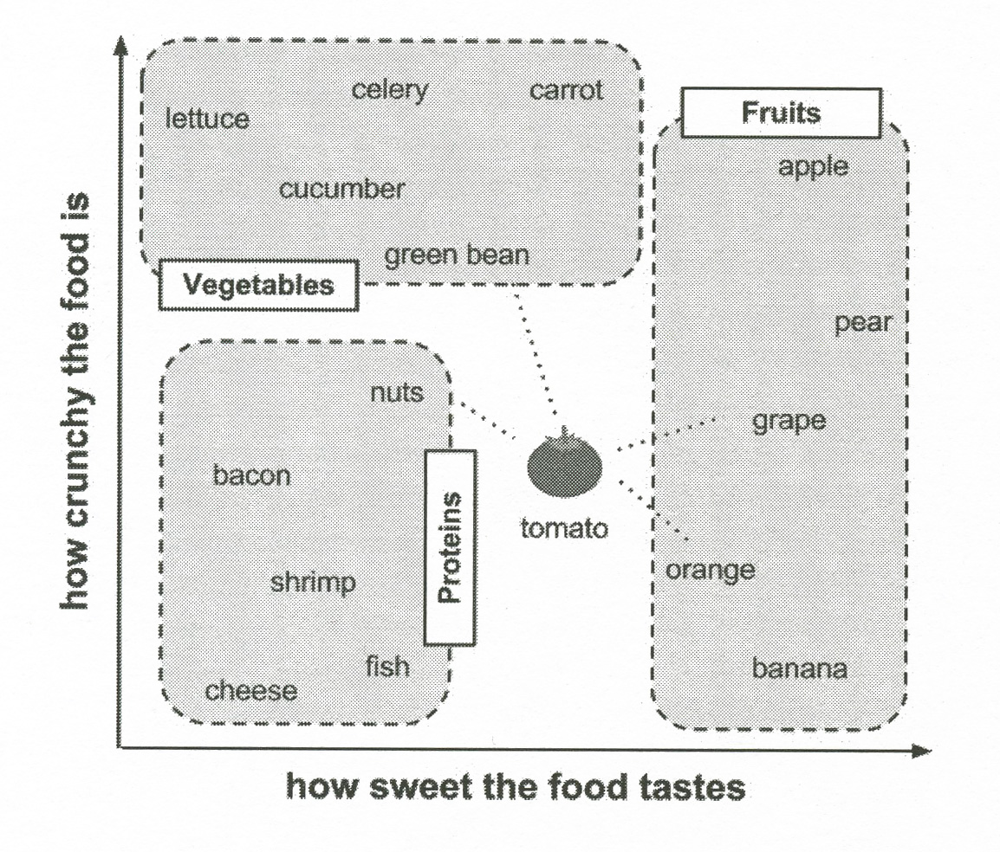 celery
carrot
lettuce
Fruits
apple
cucumber
green bean
Vegetables
pear
nuts
grape
bacon
tomato
Proteins
shrimp
orange
fish
banana
cheese
how crunchy the food is
how sweet the food tastes